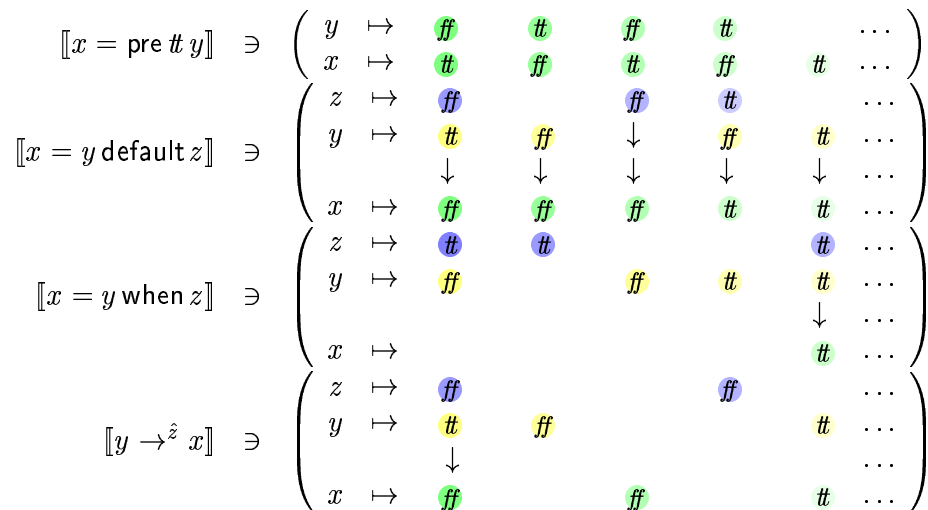 y ↦ ff tt ff tt …
⟦x = pre tt y⟧ ∋
x ↦ tt ff tt ff tt …
z ↦ ff ff tt …
y ↦ tt ff ↓ ff tt …
⟦x = y default z⟧ ∋
↓ ↓ ↓ ↓ ↓ …
x ↦ ff ff ff tt tt …
z ↦ tt tt tt …
y ↦ ff ff tt tt …
⟦x = y when z⟧ ∋
↓ …
x ↦ tt …
z ↦ ff ff …
y ↦ tt ff tt …
⟦y →^ẑ x⟧ ∋
↓ …
x ↦ ff ff tt …